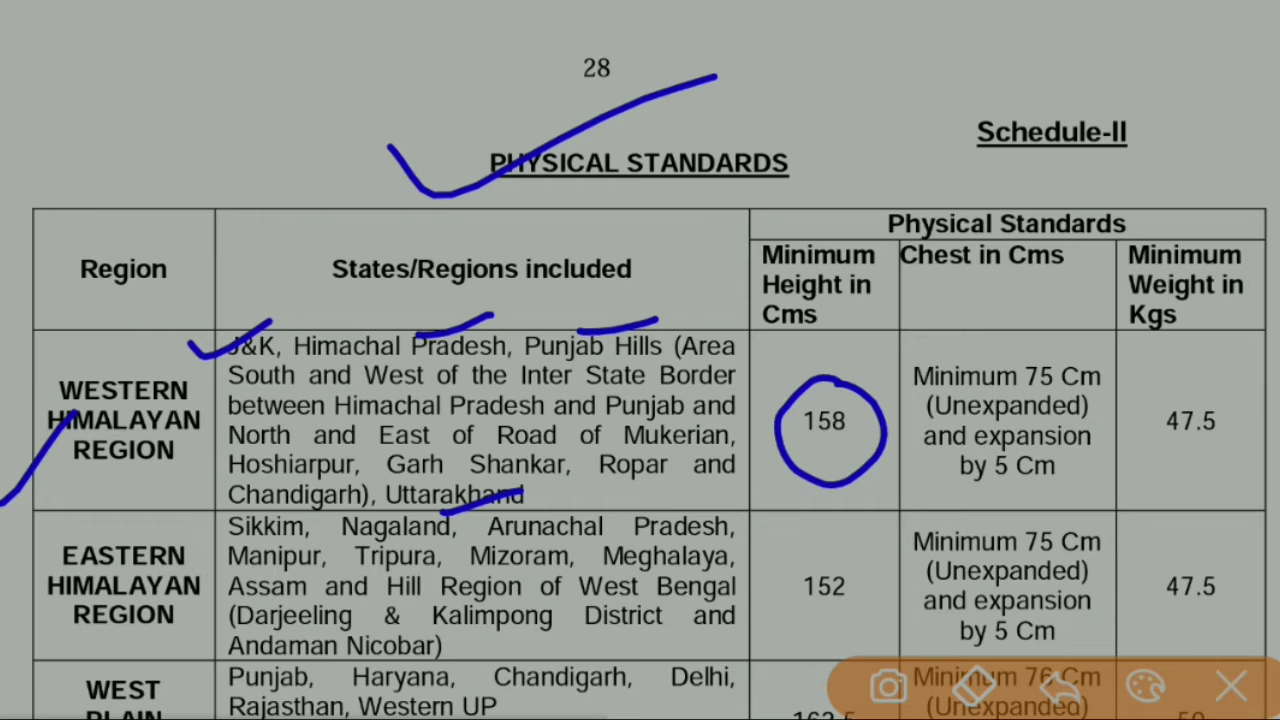 28
Schedule-II
PHYSICAL STANDARDS
Region
States/Regions included
Physical Standards
Minimum
Height in
Cms
Chest in Cms
Minimum
Weight in
Kgs
WESTERN
HIMALAYAN
REGION
J&K, Himachal Pradesh, Punjab Hills (Area
South and West of the Inter State Border
between Himachal Pradesh and Punjab and
North and East of Road of Mukerian,
Hoshiarpur, Garh Shankar, Ropar and
Chandigarh), Uttarakhand
158
Minimum 75 Cm
(Unexpanded)
and expansion
by 5 Cm
47.5
EASTERN
HIMALAYAN
REGION
Sikkim, Nagaland, Arunachal Pradesh,
Manipur, Tripura, Mizoram, Meghalaya,
Assam and Hill Region of West Bengal
(Darjeeling & Kalimpong District and
Andaman Nicobar)
152
Minimum 75 Cm
(Unexpanded)
and expansion
by 5 Cm
47.5
WEST
PLAIN
Punjab, Haryana, Chandigarh, Delhi,
Rajasthan, Western UP
Minimum 76 Cm
(Unexpanded)